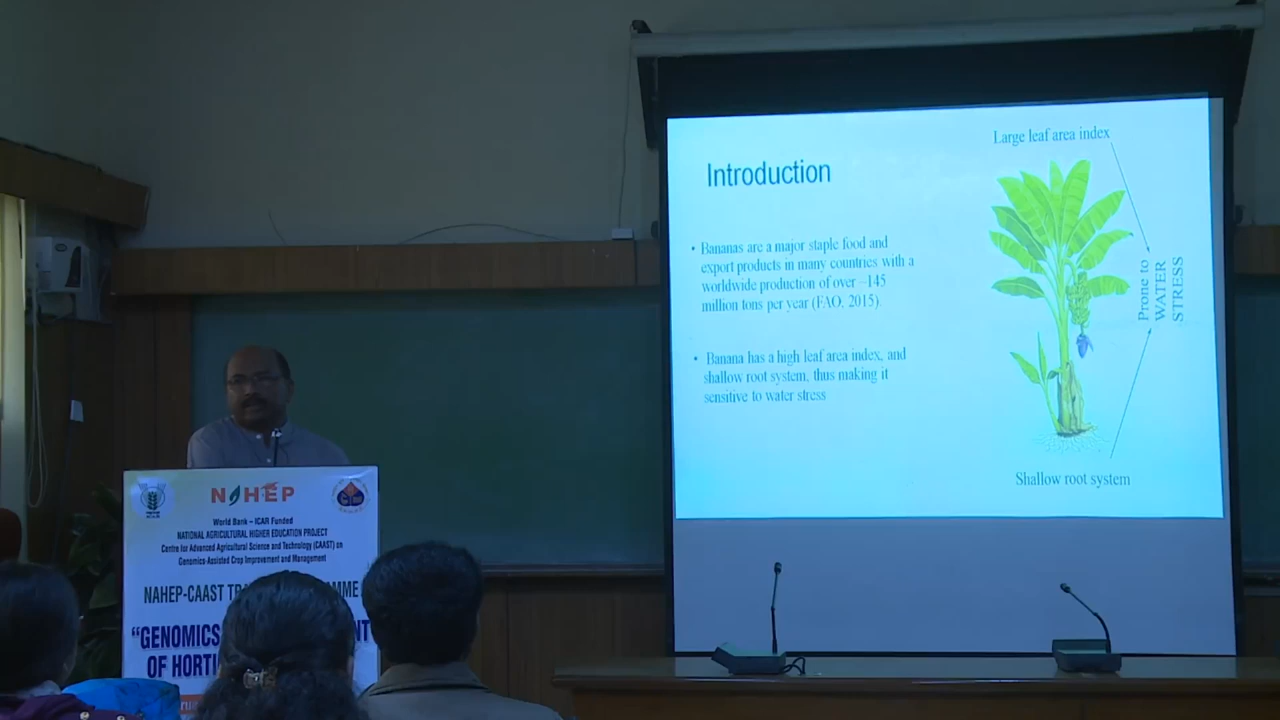 Introduction
• Bananas are a major staple food and
export products in many countries with a
worldwide production of over ~145
million tons per year (FAO, 2015).
• Banana has a high leaf area index, and
shallow root system, thus making it
sensitive to water stress
Large leaf area index
Prone to
WATER
STRESS
Shallow root system
NAHEP
World Bank – ICAR Funded
NATIONAL AGRICULTURAL HIGHER EDUCATION PROJECT
Centre for Advanced Agricultural Science and Technology (CAAST) on
Genomics-Assisted Crop Improvement and Management
NAHEP-CAAST
"GENOMICS
OF